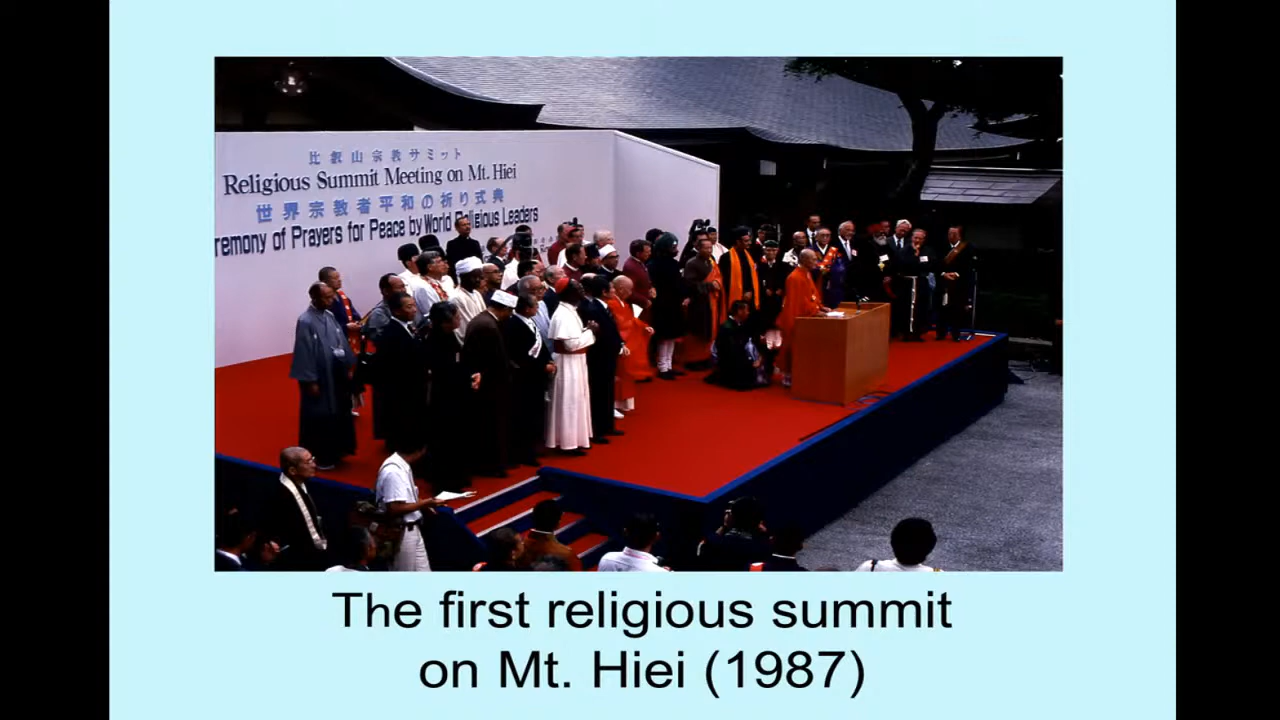 比叡山宗教サミット
Religious Summit Meeting on Mt. Hiei
世界宗教者平和の祈り式典
remony of Prayers for Peace by World Religious Leaders
The first religious summit
on Mt. Hiei (1987)